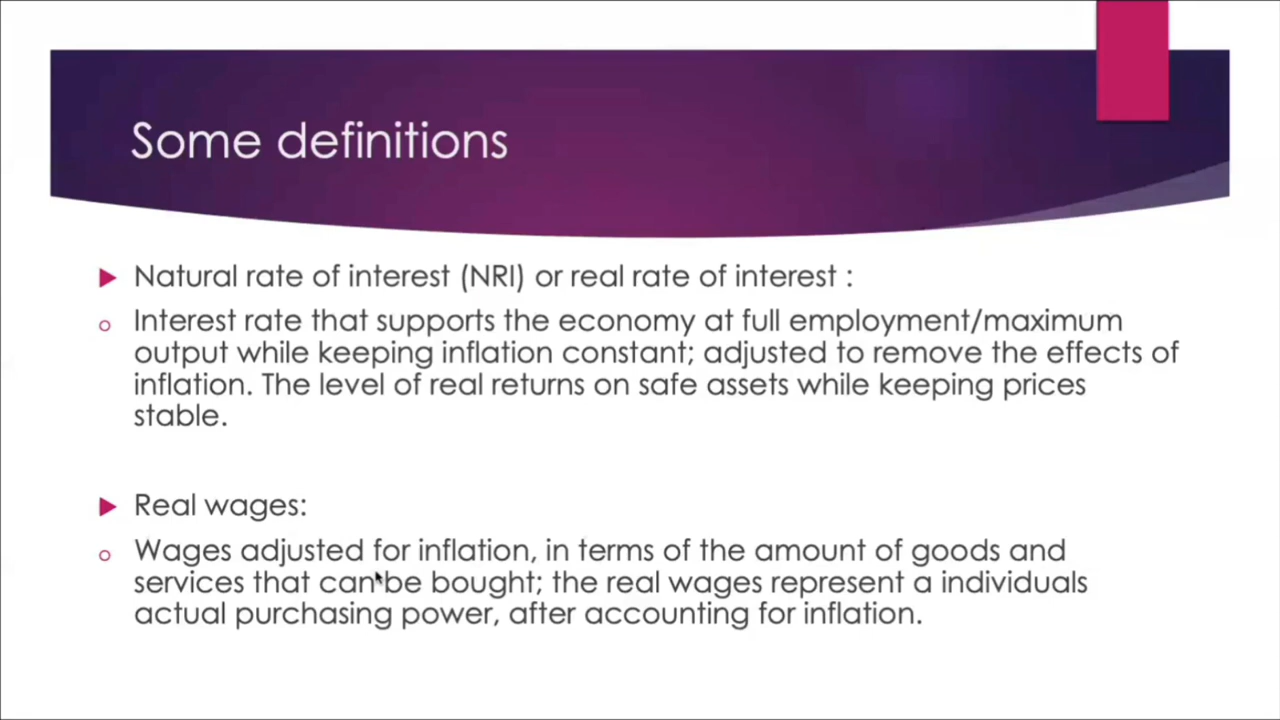 Some definitions
Natural rate of interest (NRI) or real rate of interest :
Interest rate that supports the economy at full employment/maximum
output while keeping inflation constant; adjusted to remove the effects of
inflation. The level of real returns on safe assets while keeping prices
stable.
Real wages:
Wages adjusted for inflation, in terms of the amount of goods and
services that can be bought; the real wages represent a individuals
actual purchasing power, after accounting for inflation.